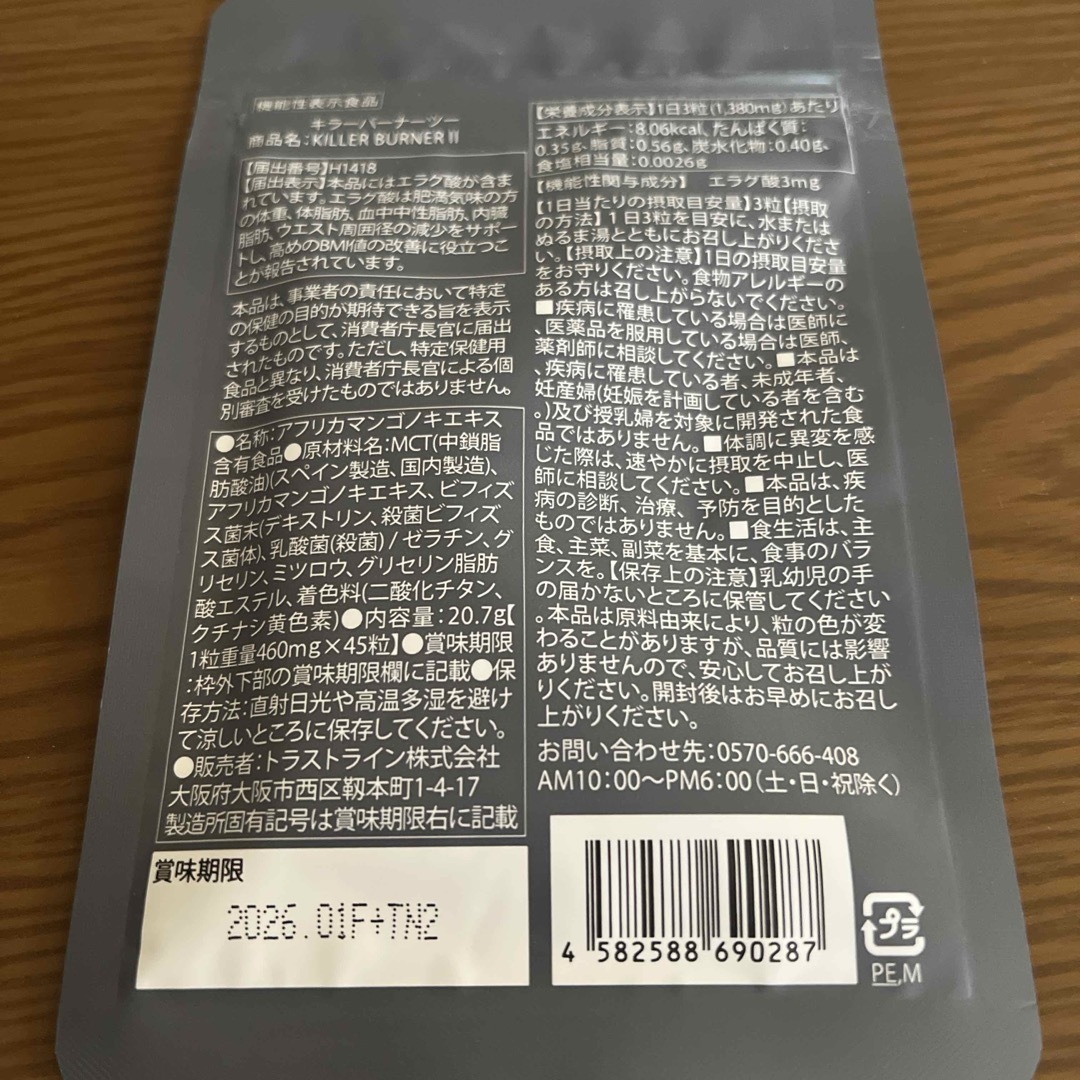 機能性表示食品
キラーバーナーツー
商品名:KILLER BURNER II
【届出番号】H1418
【届出表示】本品にはエラグ酸が含ま
れています。エラグ酸は肥満気味の方
の体重、体脂肪、血中中性脂肪、内臓
脂肪、ウエスト周囲径の減少をサポー
トし、高めのBMI値の改善に役立つこ
とが報告されています。
本品は、事業者の責任において特定
の保健の目的が期待できる旨を表示
するものとして、消費者庁長官に届出
されたものです。ただし、特定保健用
食品と異なり、消費者庁長官による個
別審査を受けたものではありません。
●名称:アフリカマンゴノキエキス
含有食品●原材料名:MCT(中鎖脂
肪酸油)(スペイン製造、国内製造)、
アフリカマンゴノキエキス、ビフィズ
ス菌末(デキストリン、殺菌ビフィズ
ス菌体)、乳酸菌(殺菌) / ゼラチン、グ
リセリン、ミツロウ、グリセリン脂肪
酸エステル、着色料(二酸化チタン、
クチナシ黄色素)●内容量:20.7g【
1粒重量460mg×45粒】●賞味期限
:枠外下部の賞味期限欄に記載●保
存方法:直射日光や高温多湿を避け
て涼しいところに保存してください。
●販売者:トラストライン株式会社
大阪府大阪市西区靱本町1-4-17
製造所固有記号は賞味期限右に記載
賞味期限
2026.01F+TN2
【栄養成分表示】1日3粒(1,380mg)あたり
エネルギー:8.06kcal、たんぱく質:
0.35g、脂質:0.56g、炭水化物:0.40g、
食塩相当量:0.0026g
【機能性関与成分】 エラグ酸3mg
【1日当たりの摂取目安量】3粒【摂取
の方法】1日3粒を目安に、水または
ぬるま湯とともにお召し上がりくださ
い。【摂取上の注意】1日の摂取目安量
をお守りください。食物アレルギーの
ある方は召し上がらないでください。
■疾病に罹患している場合は医師に
、医薬品を服用している場合は医師、
薬剤師に相談してください。■本品は
、疾病に罹患している者、未成年者、
妊産婦(妊娠を計画している者を含む
。)及び授乳婦を対象に開発された食
品ではありません。■体調に異変を感
じた際は、速やかに摂取を中止し、医
師に相談してください。■本品は、疾
病の診断、治療、予防を目的とした
ものではありません。■食生活は、主
食、主菜、副菜を基本に、食事のバラ
ンスを。【保存上の注意】乳幼児の手
の届かないところに保管してください
。本品は原料由来により、粒の色が変
わることがありますが、品質には影響
ありませんので、安心してお召し上が
りください。開封後はお早めにお召し
上がりください。
お問い合わせ先:0570-666-408
AM10:00〜PM6:00(土・日・祝除く)
4 582588 690287
プラ
PE,M